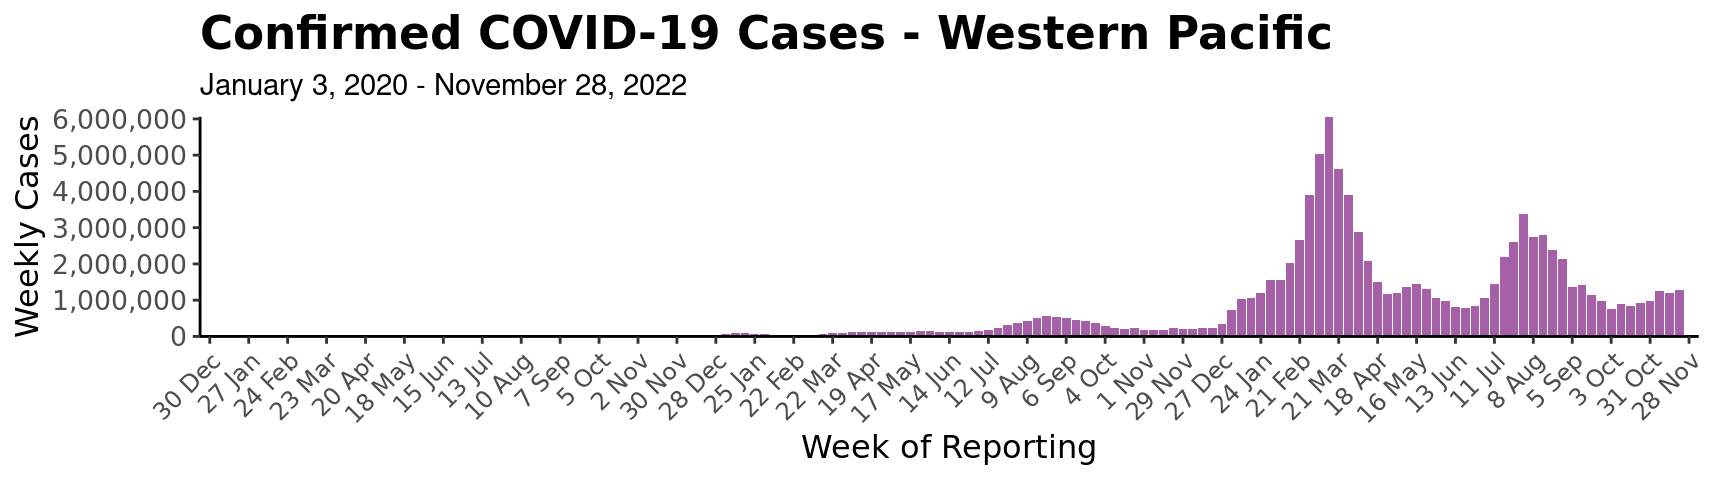 Confirmed COVID-19 Cases - Western Pacific
January 3, 2020 - November 28, 2022
Weekly Cases
6,000,000
5,000,000
4,000,000
3,000,000
2,000,000
1,000,000
0
30 Dec
27 Jan
24 Feb
23 Mar
20 Apr
18 May
15 Jun
13 Jul
10 Aug
7 Sep
5 Oct
2 Nov
30 Nov
28 Dec
25 Jan
22 Feb
22 Mar
19 Apr
17 May
14 Jun
12 Jul
9 Aug
6 Sep
4 Oct
1 Nov
29 Nov
27 Dec
24 Jan
21 Feb
21 Mar
18 Apr
16 May
13 Jun
11 Jul
8 Aug
5 Sep
3 Oct
31 Oct
28 Nov
Week of Reporting